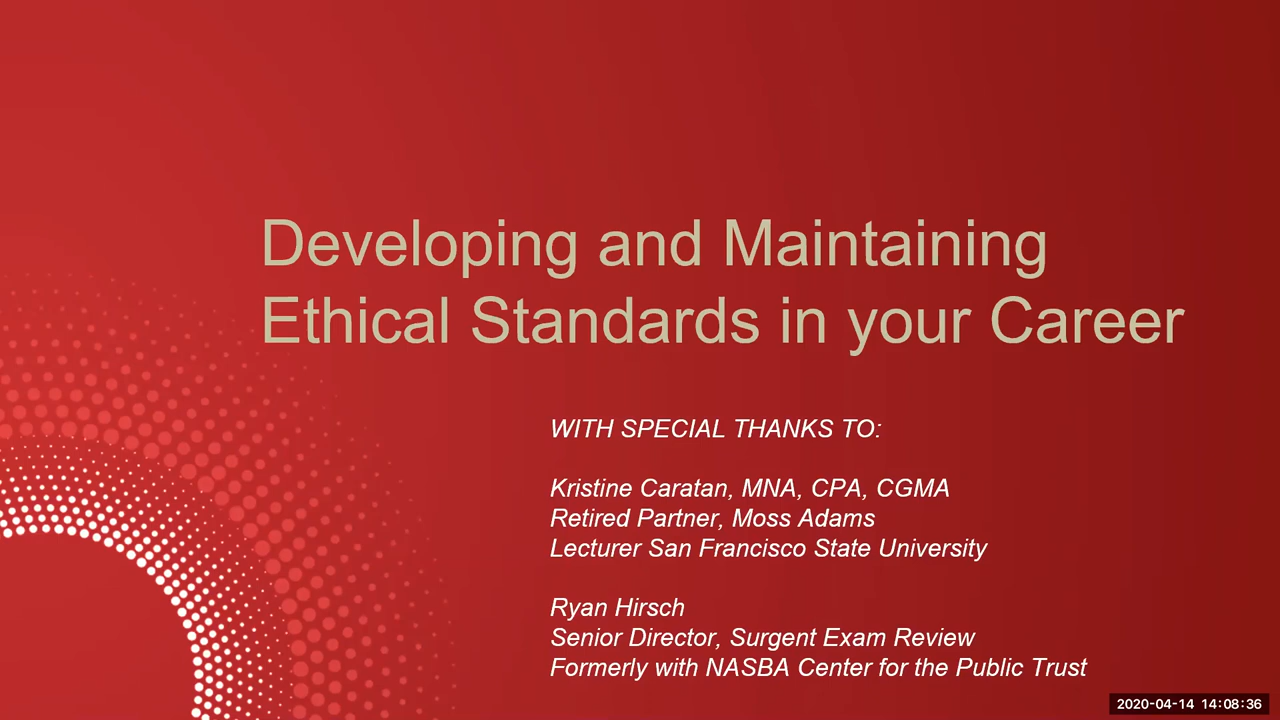 Developing and Maintaining
Ethical Standards in your Career
WITH SPECIAL THANKS TO:
Kristine Caratan, MNA, CPA, CGMA
Retired Partner, Moss Adams
Lecturer San Francisco State University
Ryan Hirsch
Senior Director, Surgent Exam Review
Formerly with NASBA Center for the Public Trust
2020-04-14 14:08:36